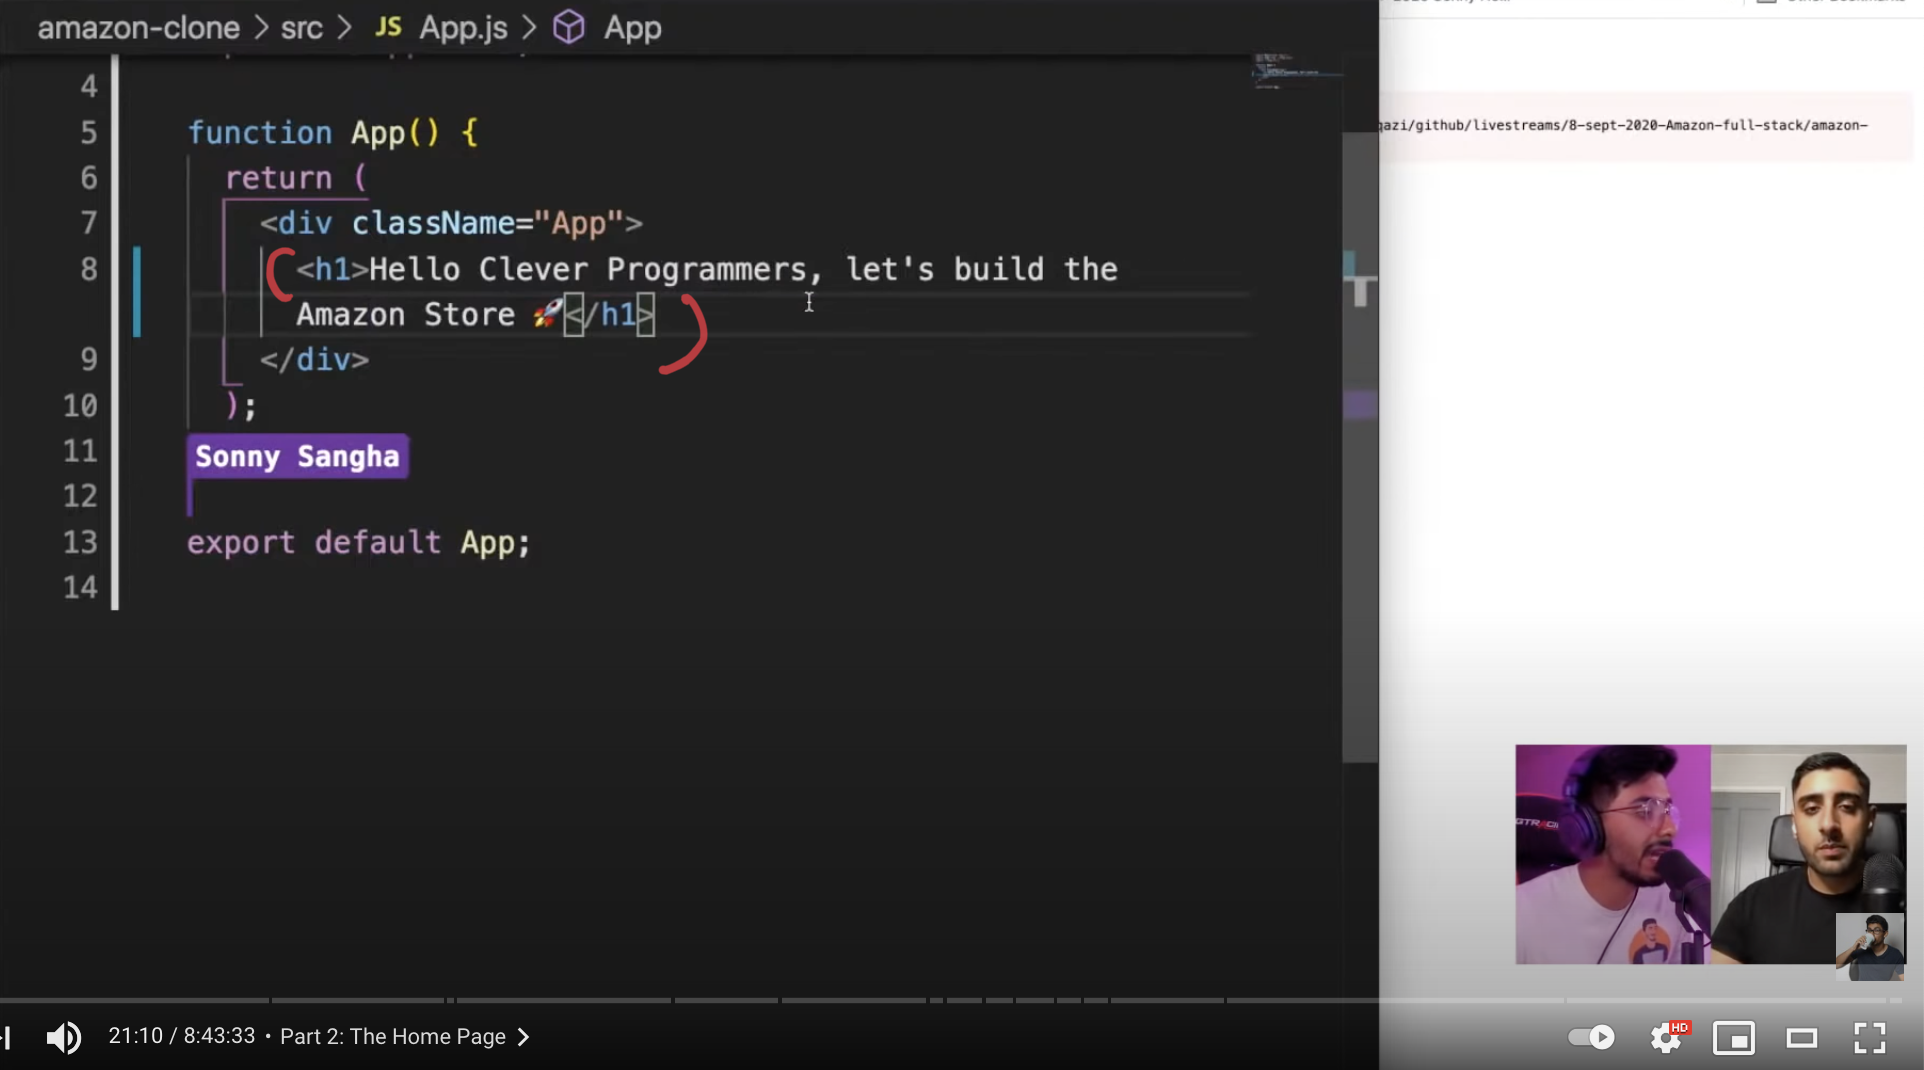 amazon-clone > src > JS App.js > App
4
5 function App() {
6 return (
7 <div className="App">
8 <h1>Hello Clever Programmers, let's build the
Amazon Store 🚀</h1>
9 </div>
10 );
11
Sonny Sangha
12
13 export default App;
14
qazi/github/livestreams/8-sept-2020-Amazon-full-stack/amazon-
21:10 / 8:43:33 • Part 2: The Home Page >
HD